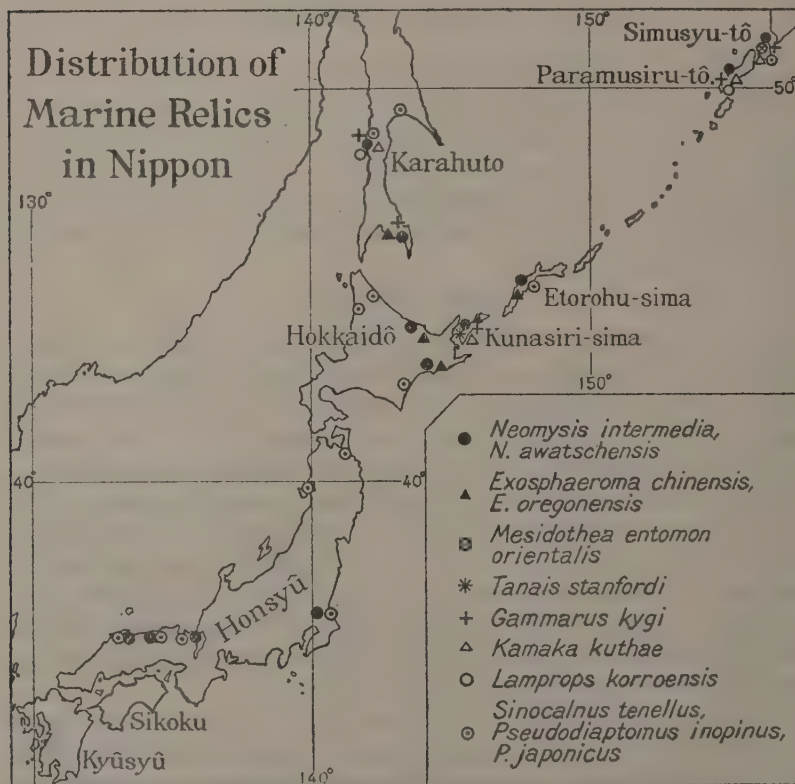 Distribution of
Marine Relics
in Nippon
140°
150°
Simusyu-tô
Paramusiru-tô
50°
130°
140°
Karahuto
Etorohu-sima
Hokkaidô
Kunasiri-sima
150°
40°
40°
Honsyû
Sikoku
Kyûsyû
140°
Neomysis intermedia,
N. awatschensis
Exosphaeroma chinensis,
E. oregonensis
Mesidothea entomon
orientalis
Tanais stanfordi
Gammarus kygi
Kamaka kuthae
Lamprops korroensis
Sinocalnus tenellus,
Pseudodiaptomus inopinus,
P. japonicus